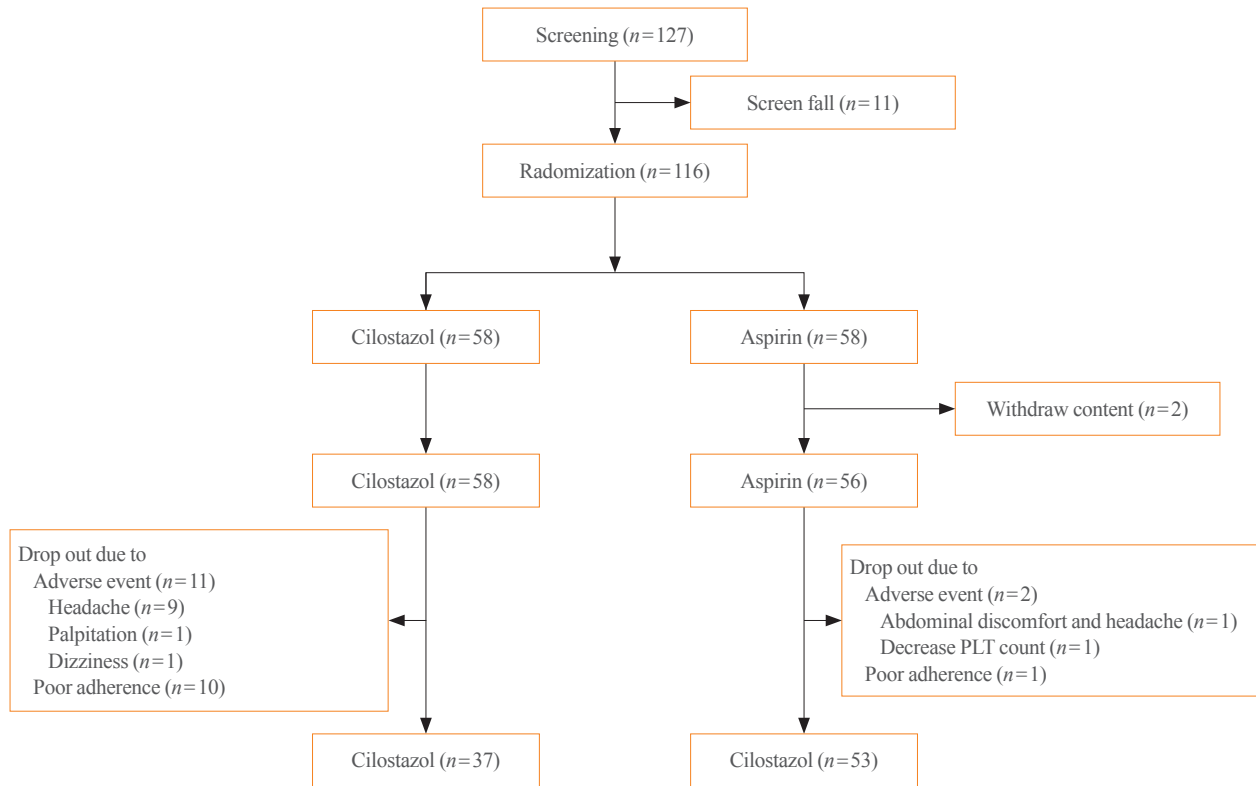 Screening (n=127)
Screen fall (n=11)
Radomization (n=116)
Cilostazol (n=58)
Aspirin (n=58)
Withdraw content (n=2)
Cilostazol (n=58)
Aspirin (n=56)
Drop out due to
Adverse event (n=11)
Headache (n=9)
Palpitation (n=1)
Dizziness (n=1)
Poor adherence (n=10)
Drop out due to
Adverse event (n=2)
Abdominal discomfort and headache (n=1)
Decrease PLT count (n=1)
Poor adherence (n=1)
Cilostazol (n=37)
Cilostazol (n=53)